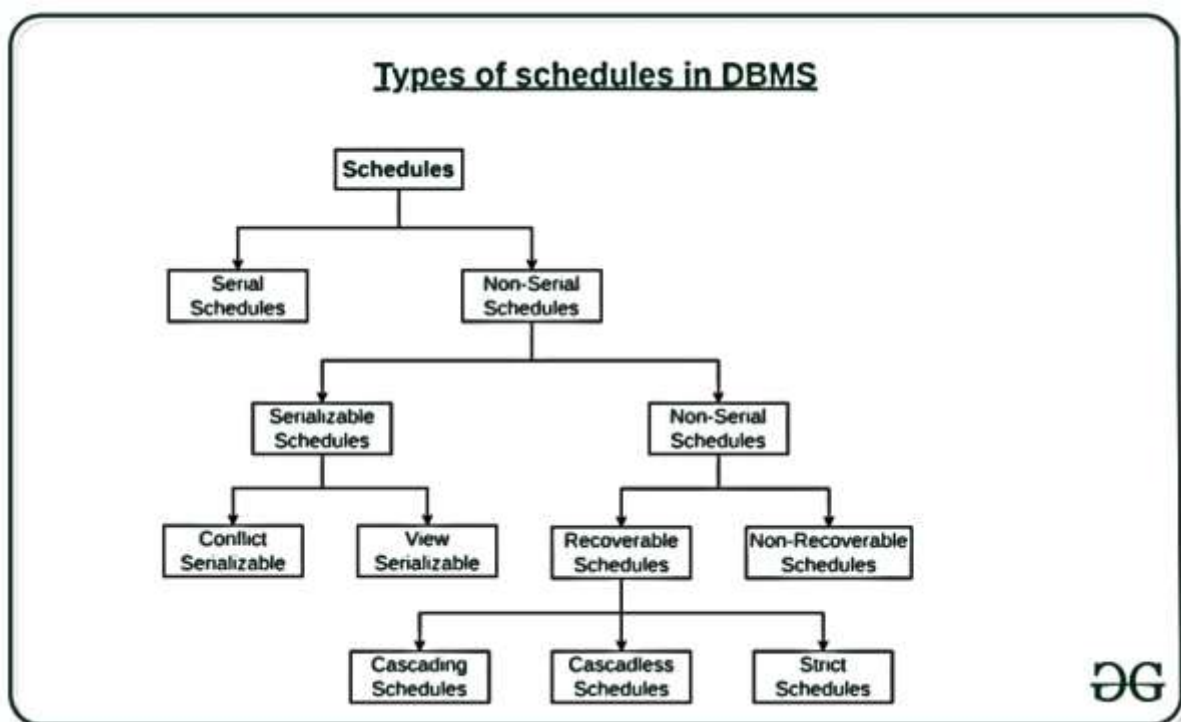 Types of schedules in DBMS
Schedules
Serial
Schedules
Non-Serial
Schedules
Serializable
Schedules
Non-Serial
Schedules
Conflict
Serializable
View
Serializable
Recoverable
Schedules
Non-Recoverable
Schedules
Cascading
Schedules
Cascadless
Schedules
Strict
Schedules